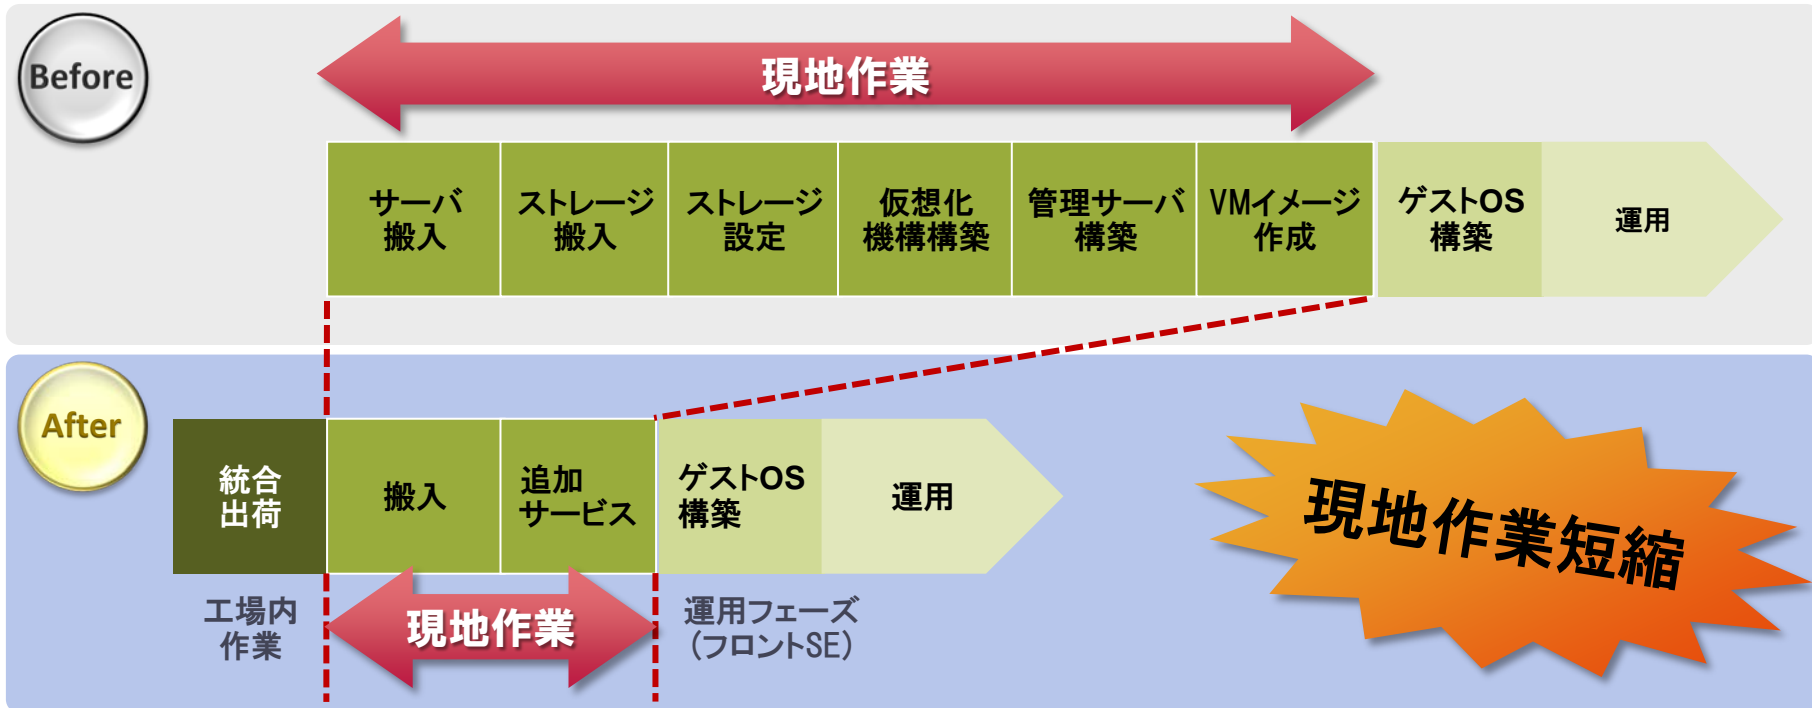 Before
現地作業
サーバ
搬入
ストレージ
搬入
ストレージ
設定
仮想化
機構構築
管理サーバ
構築
VMイメージ
作成
ゲストOS
構築
運用
After
統合
出荷
搬入
追加
サービス
ゲストOS
構築
運用
現地作業短縮
工場内
作業
現地作業
運用フェーズ
(フロントSE)